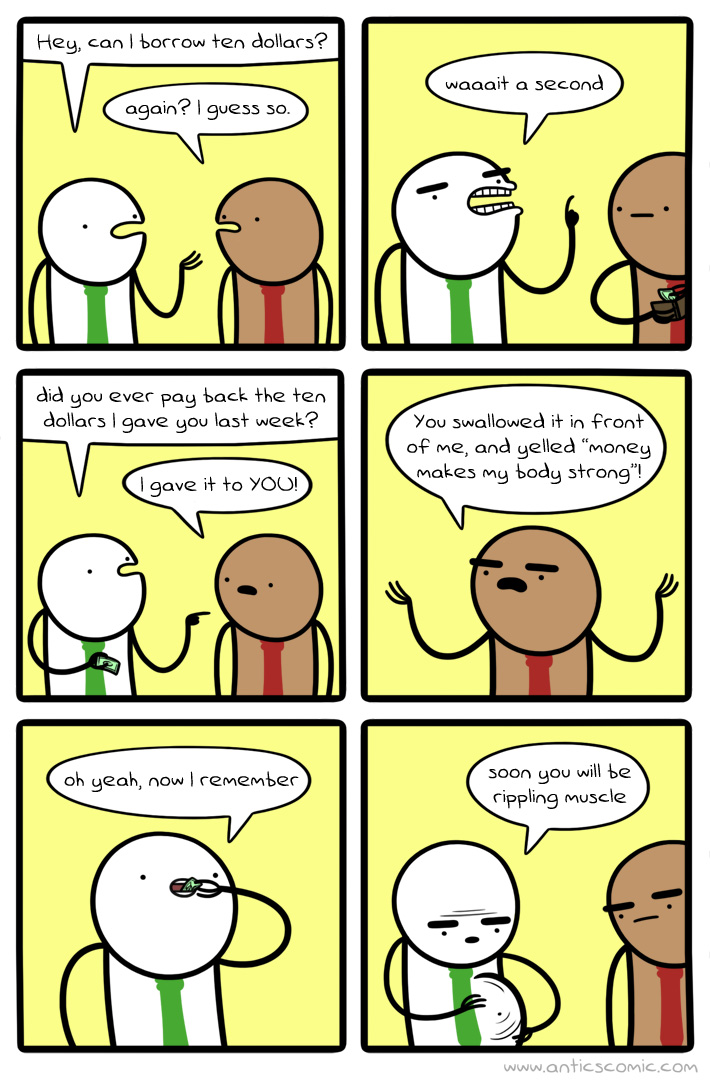 Hey, can I borrow ten dollars?
again? I guess so.
waaait a second
did you ever pay back the ten
dollars I gave you last week?
I gave it to YOU!
You swallowed it in front
of me, and yelled “money
makes my body strong”!
oh yeah, now I remember
soon you will be
rippling muscle
www.anticscomic.com